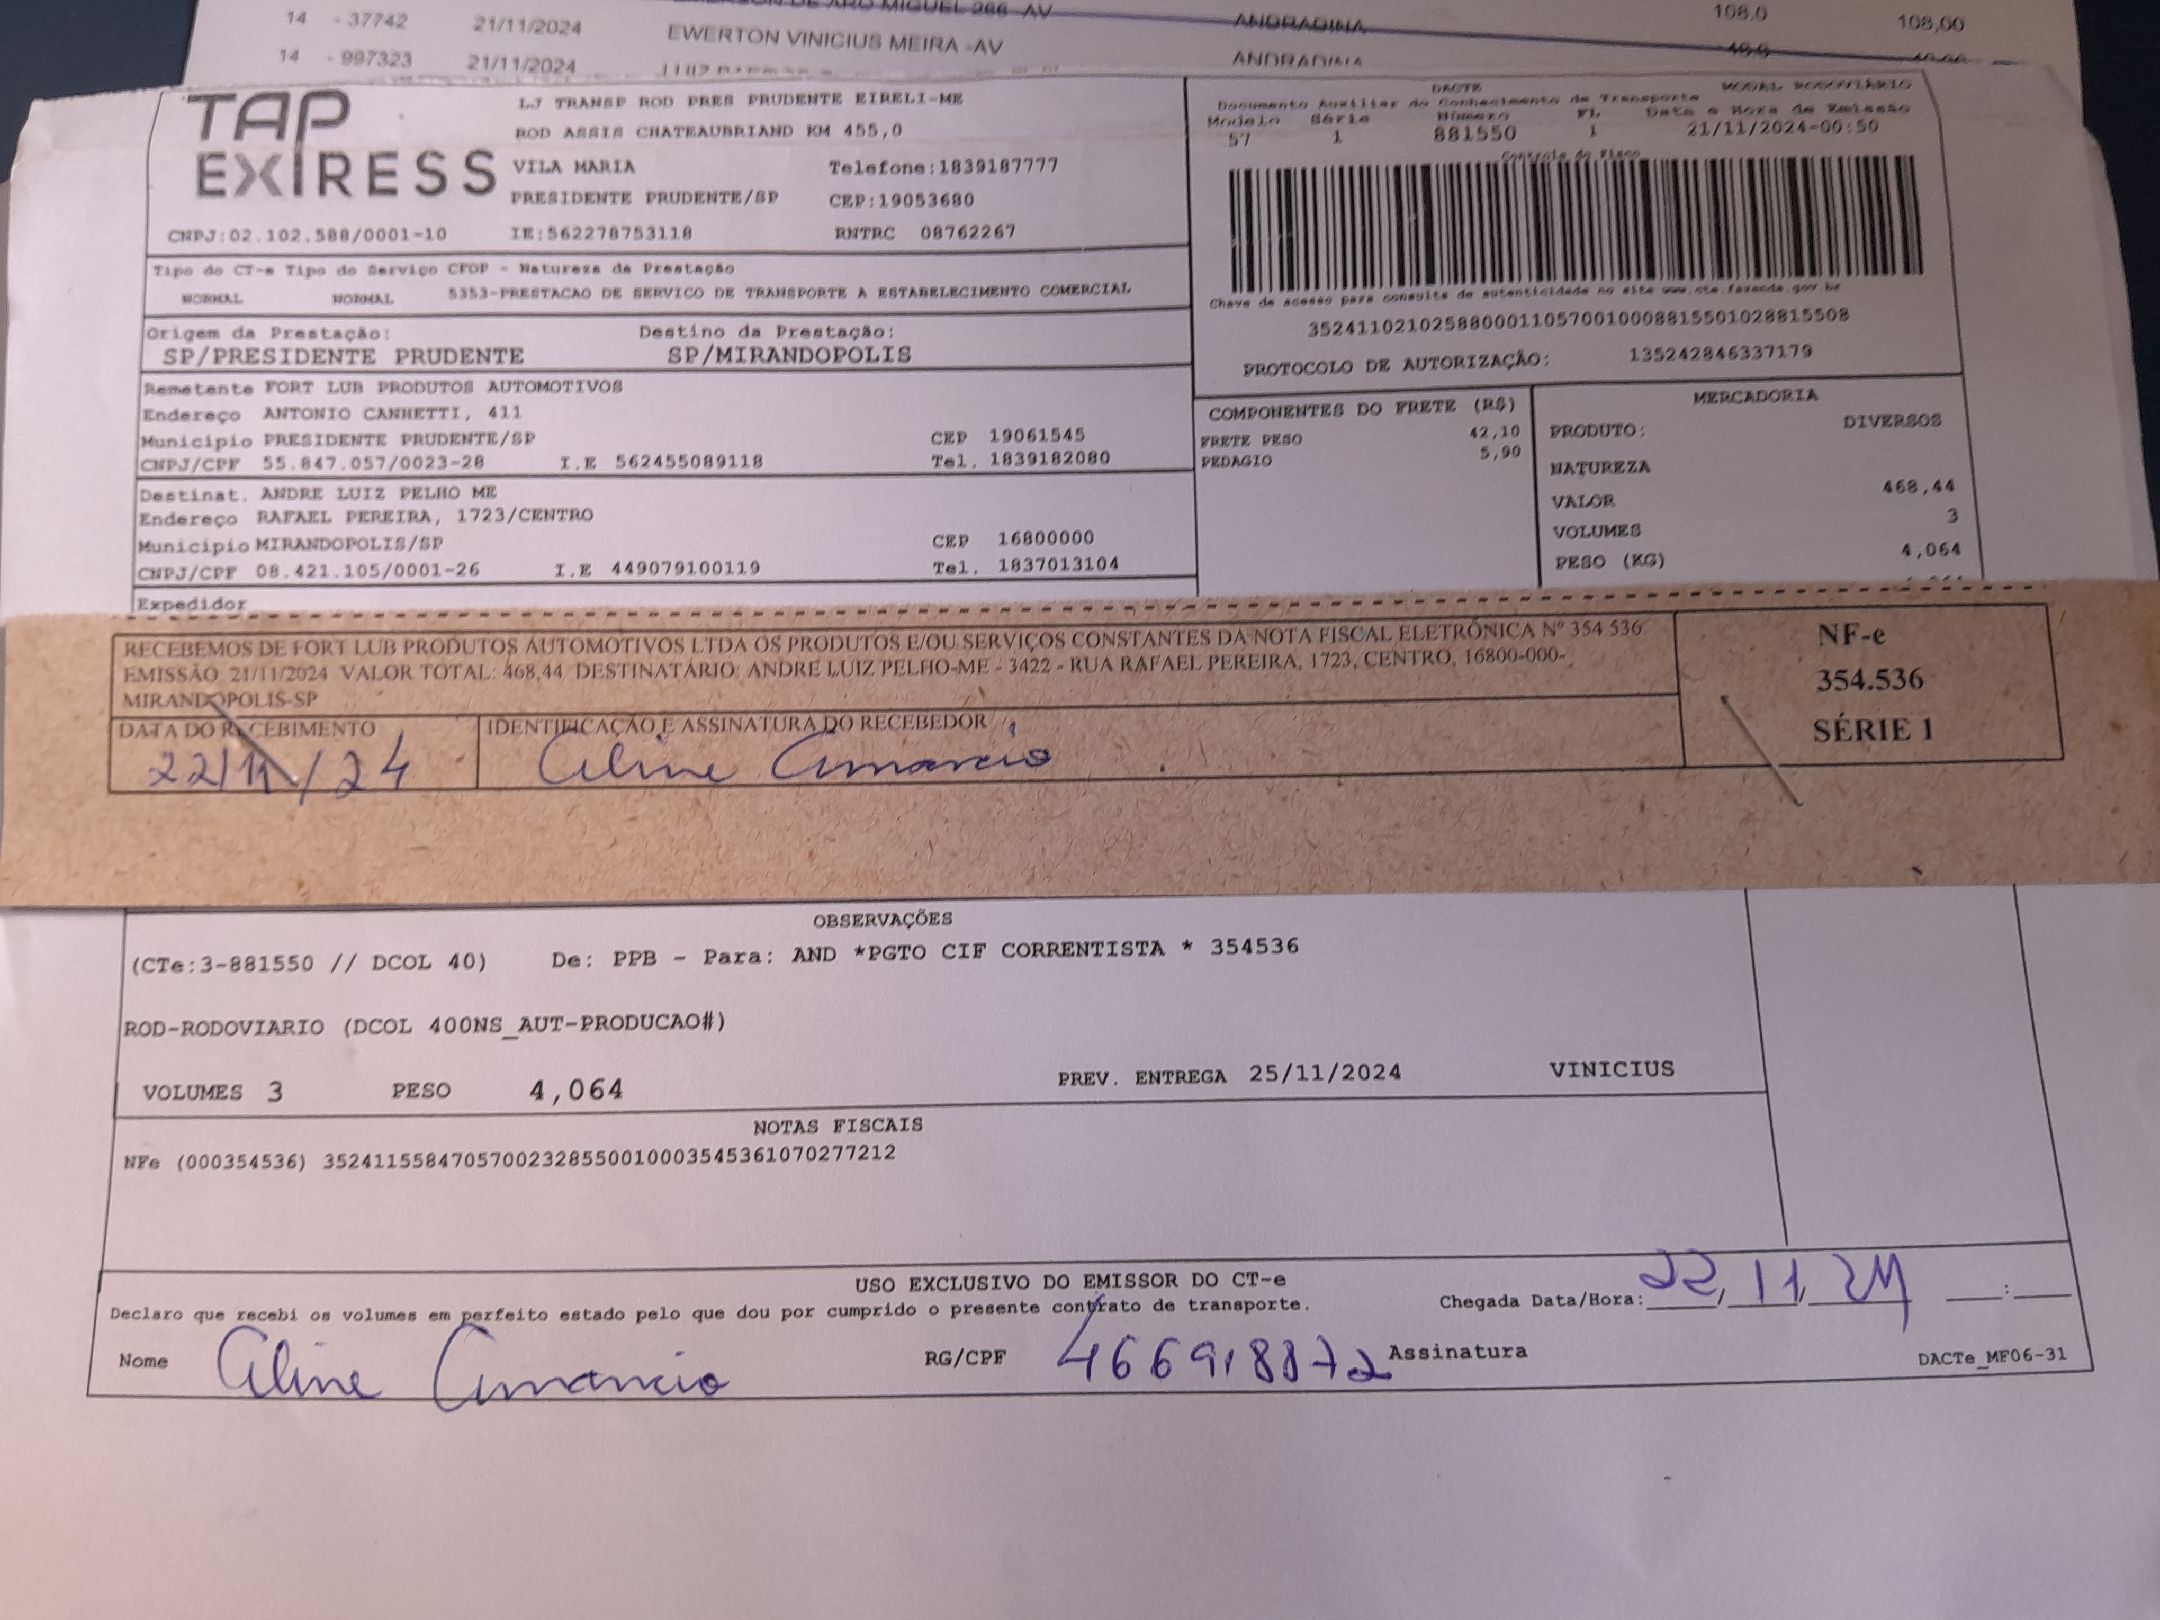 108,0 108,00
14 - 37742 21/11/2024 EWERTON VINICIUS MEIRA -AV ANDRADINA
14 - 997323 21/11/2024 ANDRADINA
TAP EXIRESS
LJ TRANSP ROD PRES PRUDENTE EIRELI-ME
ROD ASSIS CHATEAUBRIAND KM 455,0
VILA MARIA Telefone:1839187777
PRESIDENTE PRUDENTE/SP CEP:19053680
CNPJ:02.102.588/0001-10 IE:562278753118 RNTRC 08762267
DACTE MODAL RODOVIÁRIO
Documento Auxiliar do Conhecimento de Transporte
Modelo Série Número FL Data e Hora de Emissão
57 1 881550 1 21/11/2024-00:50
Controle do Fisco
Chave de acesso para consulta de autenticidade no site www.cte.fazenda.gov.br
35241102102588000110570010008815501028815508
PROTOCOLO DE AUTORIZAÇÃO: 135242846337179
Tipo do CT-e Tipo do Serviço CFOP - Natureza da Prestação
NORMAL NORMAL 5353-PRESTACAO DE SERVICO DE TRANSPORTE A ESTABELECIMENTO COMERCIAL
Origem da Prestação: Destino da Prestação:
SP/PRESIDENTE PRUDENTE SP/MIRANDOPOLIS
Remetente FORT LUB PRODUTOS AUTOMOTIVOS
Endereço ANTONIO CANHETTI, 411
Municipio PRESIDENTE PRUDENTE/SP CEP 19061545
CNPJ/CPF 55.847.057/0023-28 I.E 562455089118 Tel. 1839182080
Destinat. ANDRE LUIZ PELHO ME
Endereço RAFAEL PEREIRA, 1723/CENTRO
Municipio MIRANDOPOLIS/SP CEP 16800000
CNPJ/CPF 08.421.105/0001-26 I.E 449079100119 Tel. 1837013104
Expedidor
COMPONENTES DO FRETE (R$)
FRETE PESO 42,10
PEDAGIO 5,90
MERCADORIA
PRODUTO: DIVERSOS
NATUREZA
VALOR 468,44
VOLUMES 3
PESO (KG) 4,064
RECEBEMOS DE FORT LUB PRODUTOS AUTOMOTIVOS LTDA OS PRODUTOS E/OU SERVIÇOS CONSTANTES DA NOTA FISCAL ELETRÔNICA Nº 354.536
EMISSÃO: 21/11/2024 VALOR TOTAL: 468,44 DESTINATÁRIO: ANDRE LUIZ PELHO-ME - 3422 - RUA RAFAEL PEREIRA, 1723, CENTRO, 16800-000-
MIRANDOPOLIS-SP
DATA DO RECEBIMENTO IDENTIFICAÇÃO E ASSINATURA DO RECEBEDOR
22/11/24 Aline Amancio
NF-e
354.536
SÉRIE 1
OBSERVAÇÕES
(CTe:3-881550 // DCOL 40) De: PPB - Para: AND *PGTO CIF CORRENTISTA * 354536
ROD-RODOVIARIO (DCOL 400NS_AUT-PRODUCAO#)
VOLUMES 3 PESO 4,064 PREV. ENTREGA 25/11/2024 VINICIUS
NOTAS FISCAIS
NFe (000354536) 35241155847057002328550010003545361070277212
USO EXCLUSIVO DO EMISSOR DO CT-e
Declaro que recebi os volumes em perfeito estado pelo que dou por cumprido o presente contrato de transporte. Chegada Data/Hora: 22/11/24 __:__
Nome Aline Amancio RG/CPF 466918872 Assinatura DACTe_MF06-31